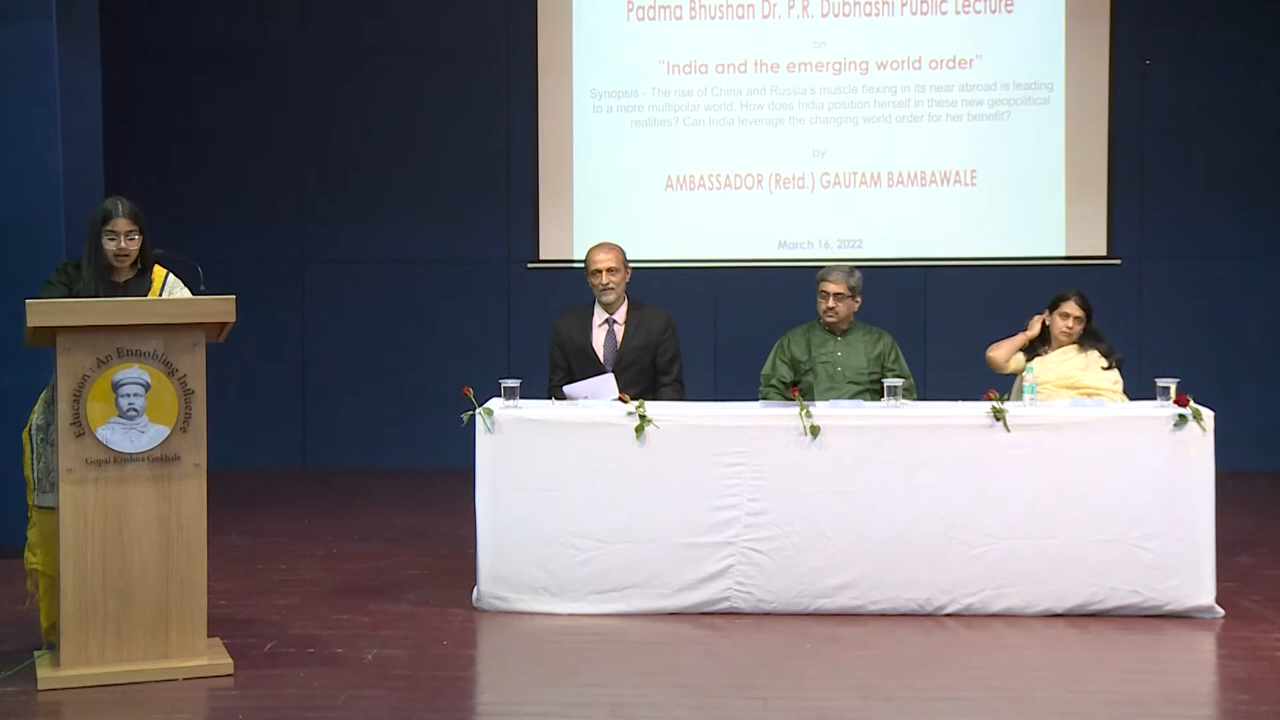 Padma Bhushan Dr. P.R. Dubhashi Public Lecture
on
“India and the emerging world order”
Synopsis - The rise of China and Russia's muscle flexing in its near abroad is leading
to a more multipolar world. How does India position herself in these new geopolitical
realities? Can India leverage the changing world order for her benefit?
by
AMBASSADOR (Retd.) GAUTAM BAMBAWALE
March 16, 2022
Education : An Ennobling Influence
Gopal Krishna Gokhale